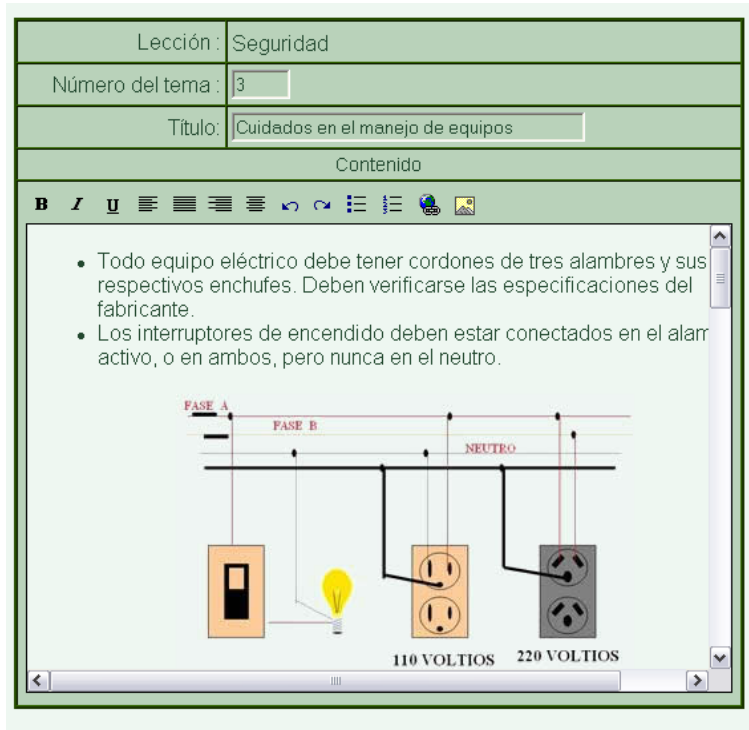 Lección : Seguridad
Número del tema : 3
Título: Cuidados en el manejo de equipos
Contenido
B I U
Todo equipo eléctrico debe tener cordones de tres alambres y sus
respectivos enchufes. Deben verificarse las especificaciones del
fabricante.
Los interruptores de encendido deben estar conectados en el alam
activo, o en ambos, pero nunca en el neutro.
FASE A
FASE B
NEUTRO
110 VOLTIOS 220 VOLTIOS